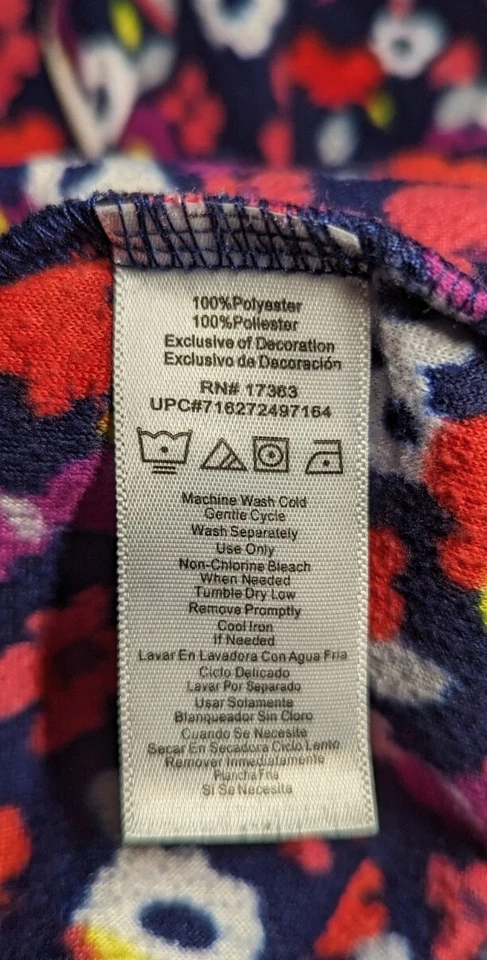 100%Polyester
100%Poliester
Exclusive of Decoration
Exclusivo de Decoración
RN# 17363
UPC#716272497164
Machine Wash Cold
Gentle Cycle
Wash Separately
Use Only
Non-Chlorine Bleach
When Needed
Tumble Dry Low
Remove Promptly
Cool Iron
If Needed
Lavar En Lavadora Con Agua Fria
Ciclo Delicado
Lavar Por Separado
Usar Solamente
Blanqueador Sin Cloro
Cuando Se Necesite
Secar En Secadora Ciclo Lento
Remover Inmediatamente
Plancha Fria
Si Se Necesita